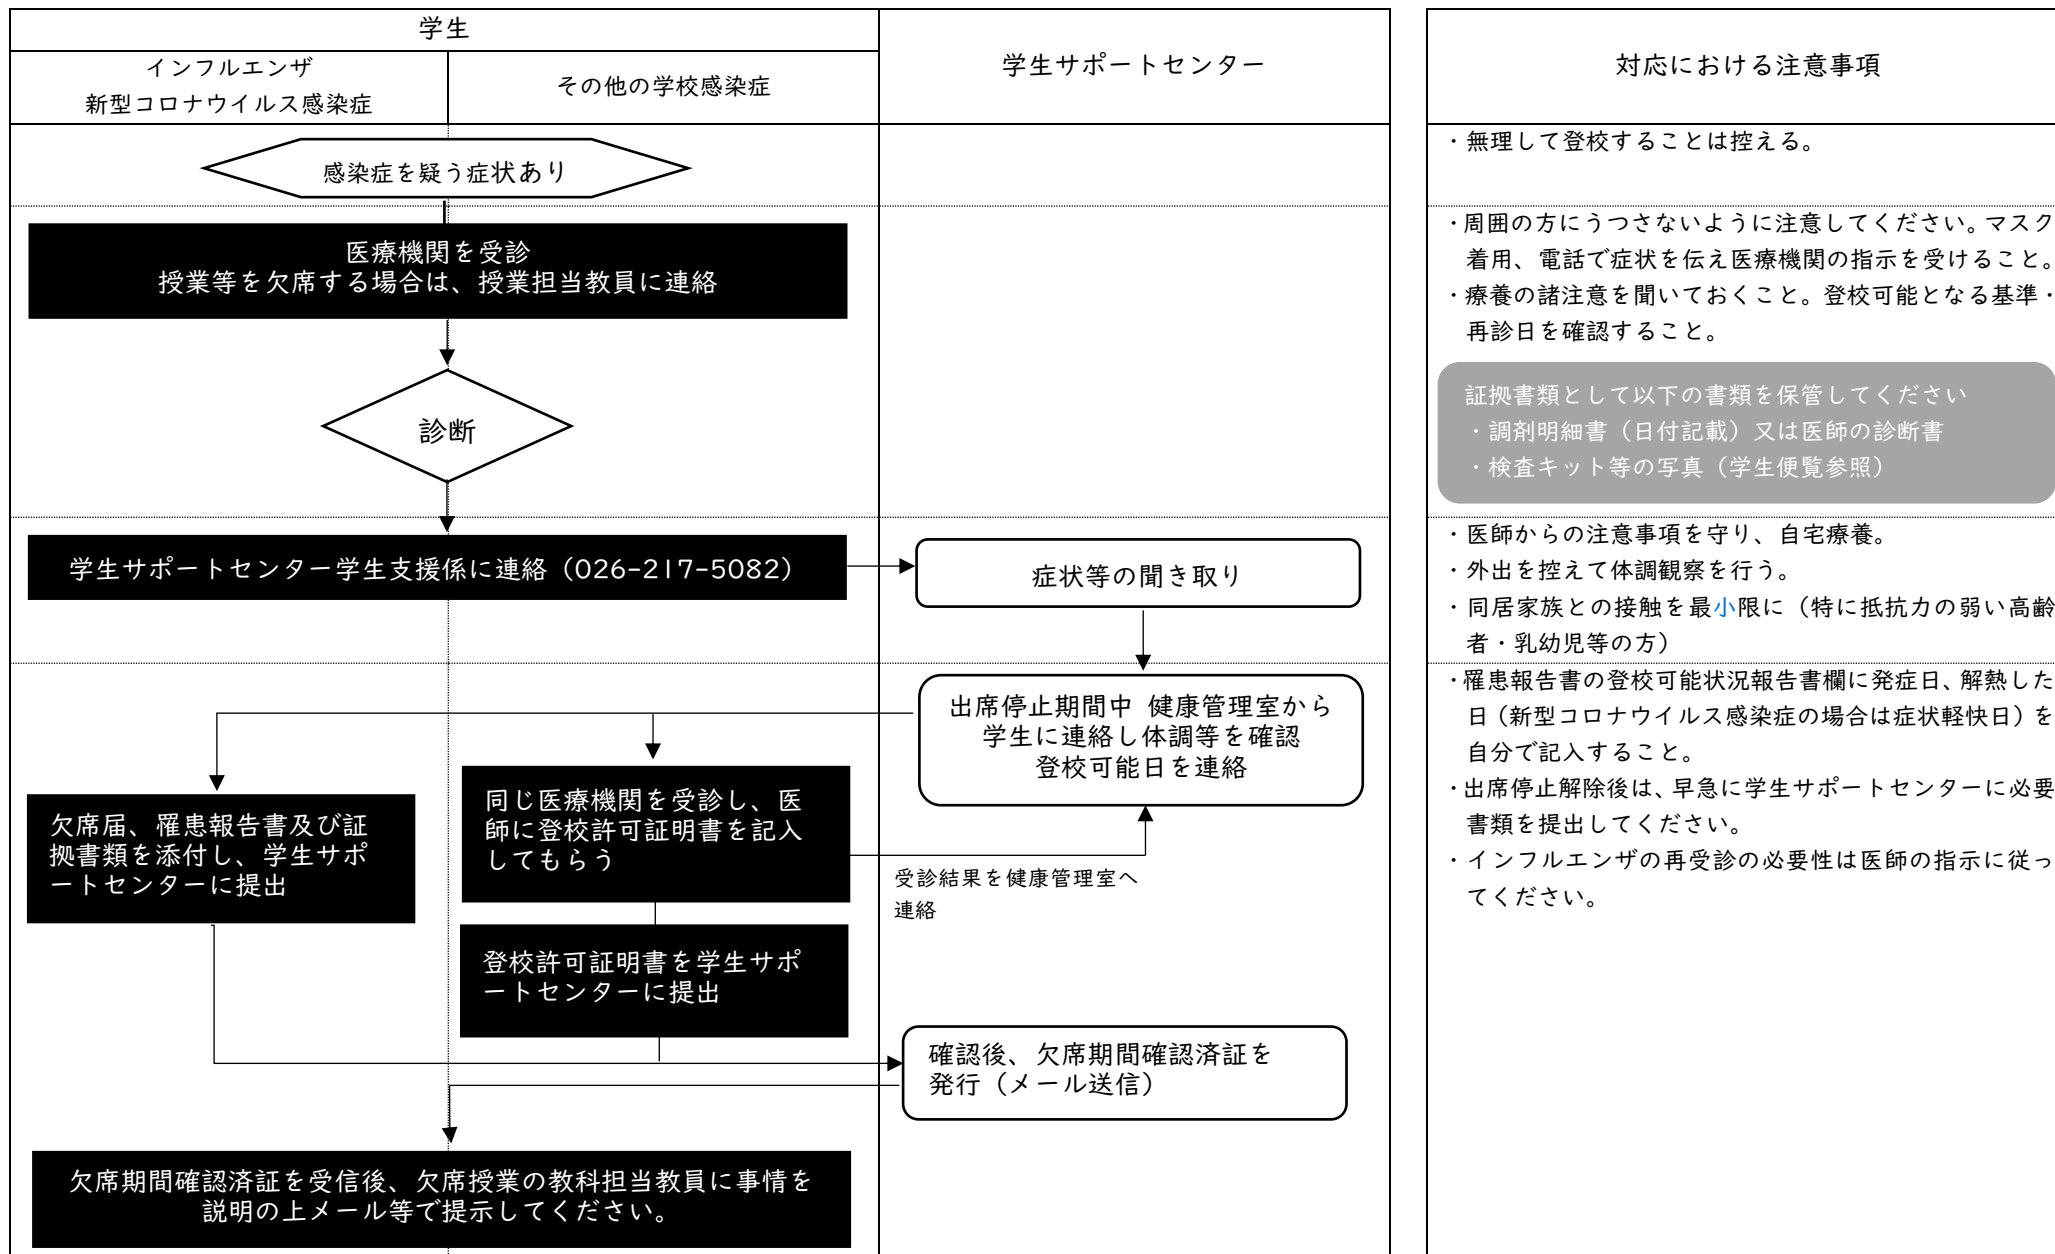 学生
インフルエンザ
新型コロナウイルス感染症
その他の学校感染症
学生サポートセンター
対応における注意事項
感染症を疑う症状あり
・無理して登校することは控える。
医療機関を受診
授業等を欠席する場合は、授業担当教員に連絡
・周囲の方にうつさないように注意してください。マスク
着用、電話で症状を伝え医療機関の指示を受けること。
・療養の諸注意を聞いておくこと。登校可能となる基準・
再診日を確認すること。
診断
証拠書類として以下の書類を保管してください
・調剤明細書（日付記載）又は医師の診断書
・検査キット等の写真（学生便覧参照）
学生サポートセンター学生支援係に連絡（026-217-5082）
症状等の聞き取り
・医師からの注意事項を守り、自宅療養。
・外出を控えて体調観察を行う。
・同居家族との接触を最小限に（特に抵抗力の弱い高齢
者・乳幼児等の方）
出席停止期間中 健康管理室から
学生に連絡し体調等を確認
登校可能日を連絡
欠席届、罹患報告書及び証
拠書類を添付し、学生サポ
ートセンターに提出
同じ医療機関を受診し、医
師に登校許可証明書を記入
してもらう
受診結果を健康管理室へ
連絡
登校許可証明書を学生サポ
ートセンターに提出
確認後、欠席期間確認済証を
発行（メール送信）
欠席期間確認済証を受信後、欠席授業の教科担当教員に事情を
説明の上メール等で提示してください。
・罹患報告書の登校可能状況報告書欄に発症日、解熱した
日（新型コロナウイルス感染症の場合は症状軽快日）を
自分で記入すること。
・出席停止解除後は、早急に学生サポートセンターに必要
書類を提出してください。
・インフルエンザの再受診の必要性は医師の指示に従っ
てください。